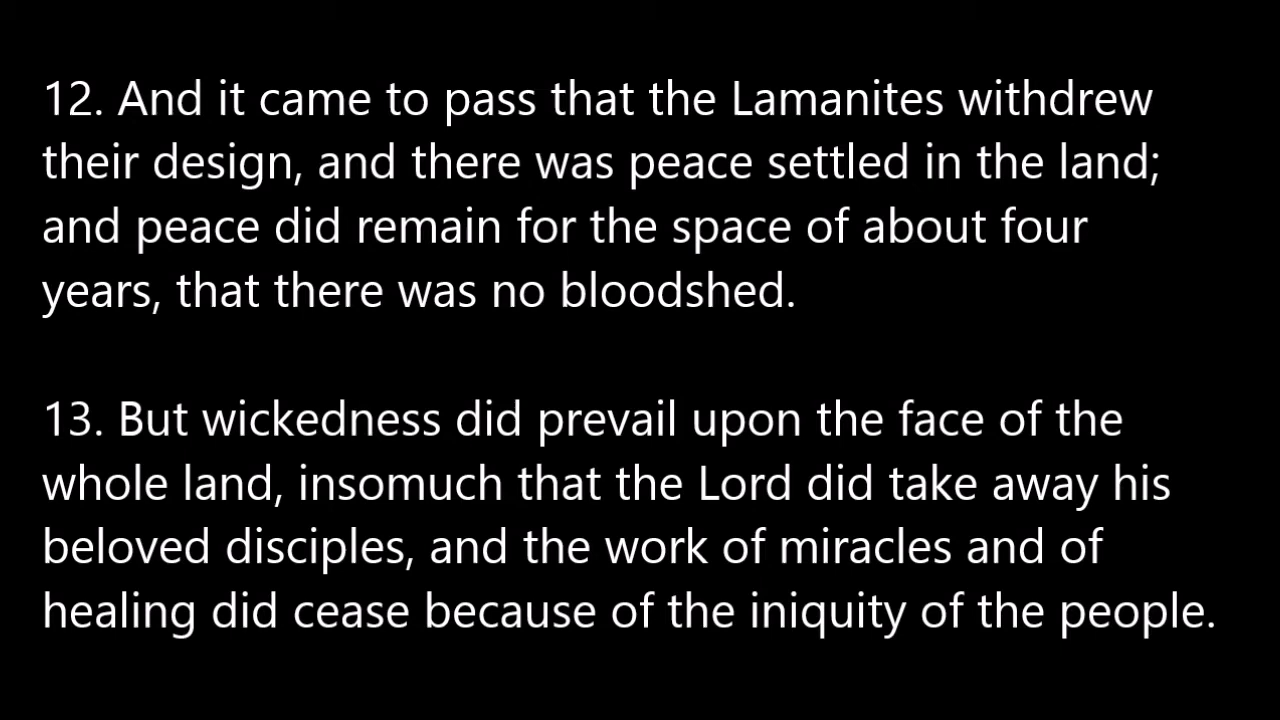 12. And it came to pass that the Lamanites withdrew
their design, and there was peace settled in the land;
and peace did remain for the space of about four
years, that there was no bloodshed.
13. But wickedness did prevail upon the face of the
whole land, insomuch that the Lord did take away his
beloved disciples, and the work of miracles and of
healing did cease because of the iniquity of the people.